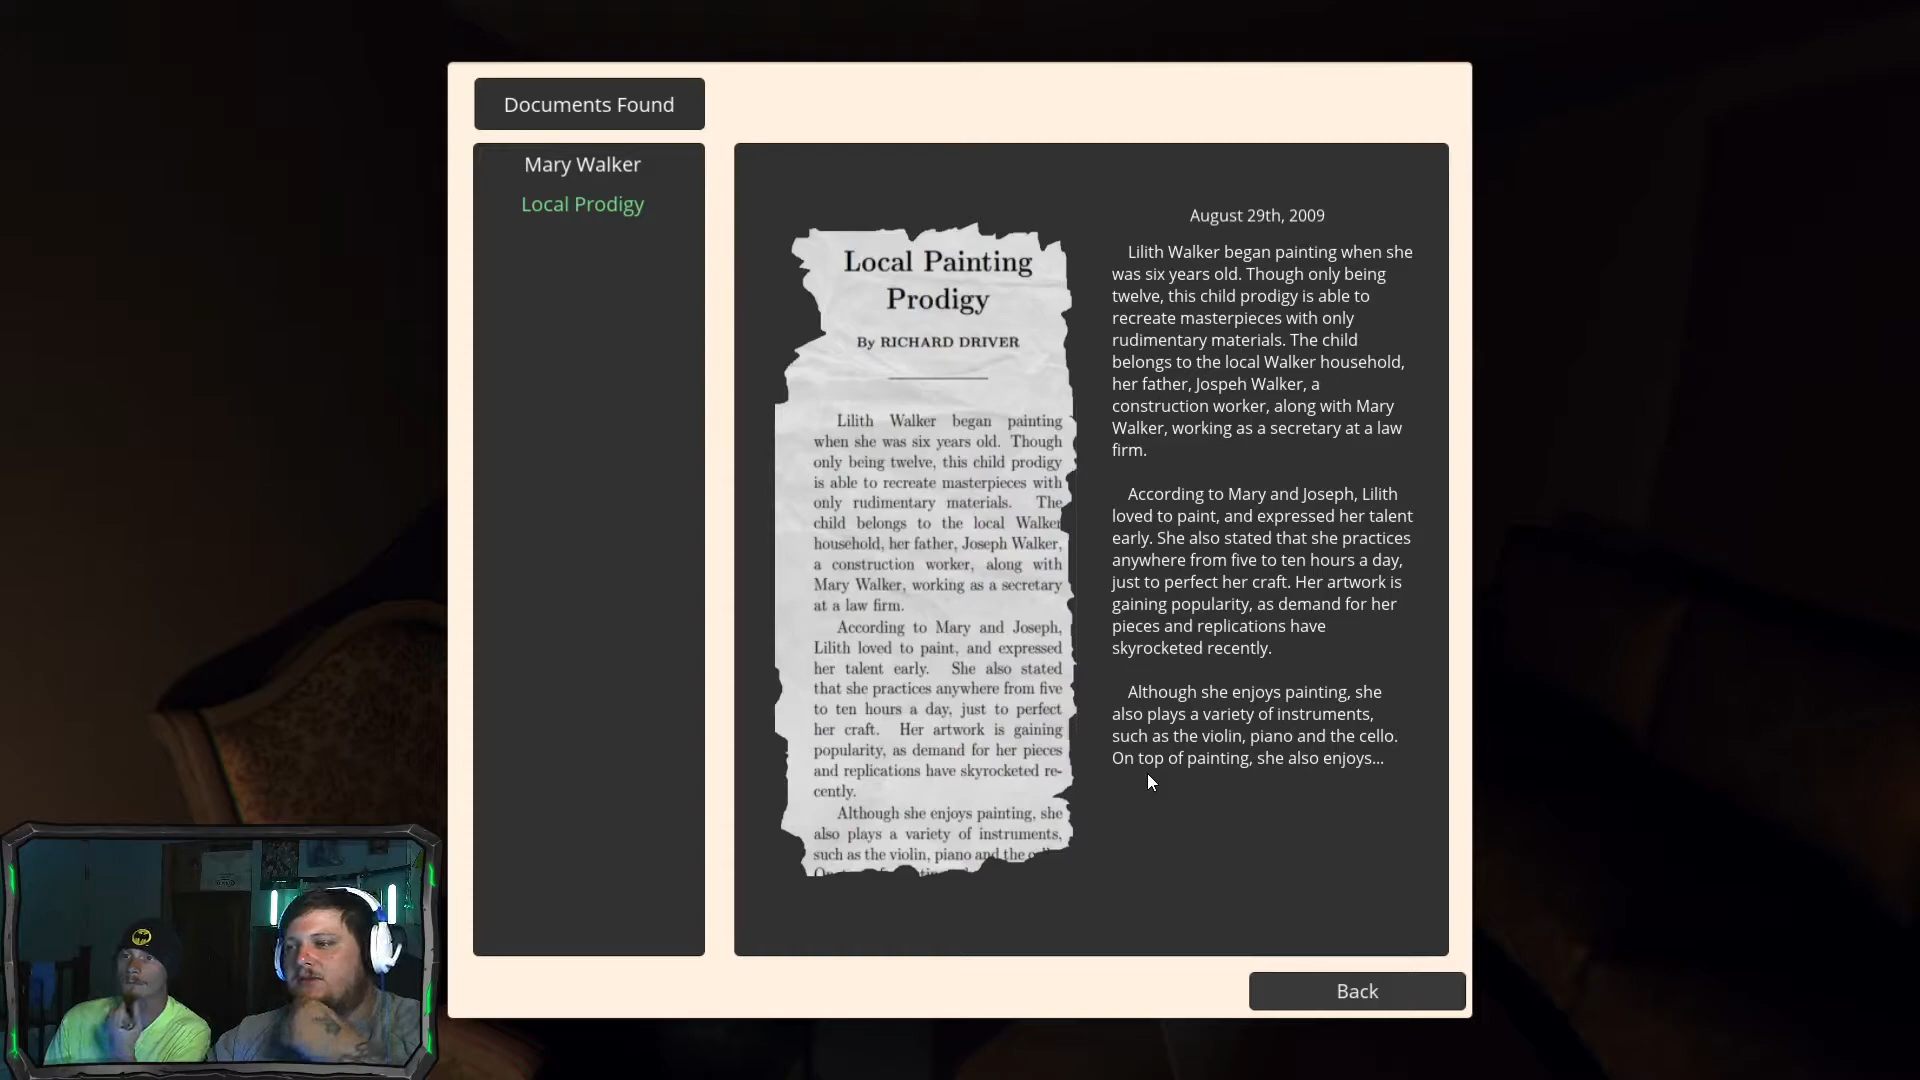 Documents Found
Mary Walker
Local Prodigy
Local Painting
Prodigy
By RICHARD DRIVER
Lilith Walker began painting
when she was six years old. Though
only being twelve, this child prodigy
is able to recreate masterpieces with
only rudimentary materials. The
child belongs to the local Walker
household, her father, Joseph Walker,
a construction worker, along with
Mary Walker, working as a secretary
at a law firm.
According to Mary and Joseph,
Lilith loved to paint, and expressed
her talent early. She also stated
that she practices anywhere from five
to ten hours a day, just to perfect
her craft. Her artwork is gaining
popularity, as demand for her pieces
and replications have skyrocketed re-
cently.
Although she enjoys painting, she
also plays a variety of instruments,
such as the violin, piano and the
August 29th, 2009
Lilith Walker began painting when she
was six years old. Though only being
twelve, this child prodigy is able to
recreate masterpieces with only
rudimentary materials. The child
belongs to the local Walker household,
her father, Jospeh Walker, a
construction worker, along with Mary
Walker, working as a secretary at a law
firm.
According to Mary and Joseph, Lilith
loved to paint, and expressed her talent
early. She also stated that she practices
anywhere from five to ten hours a day,
just to perfect her craft. Her artwork is
gaining popularity, as demand for her
pieces and replications have
skyrocketed recently.
Although she enjoys painting, she
also plays a variety of instruments,
such as the violin, piano and the cello.
On top of painting, she also enjoys...
Back